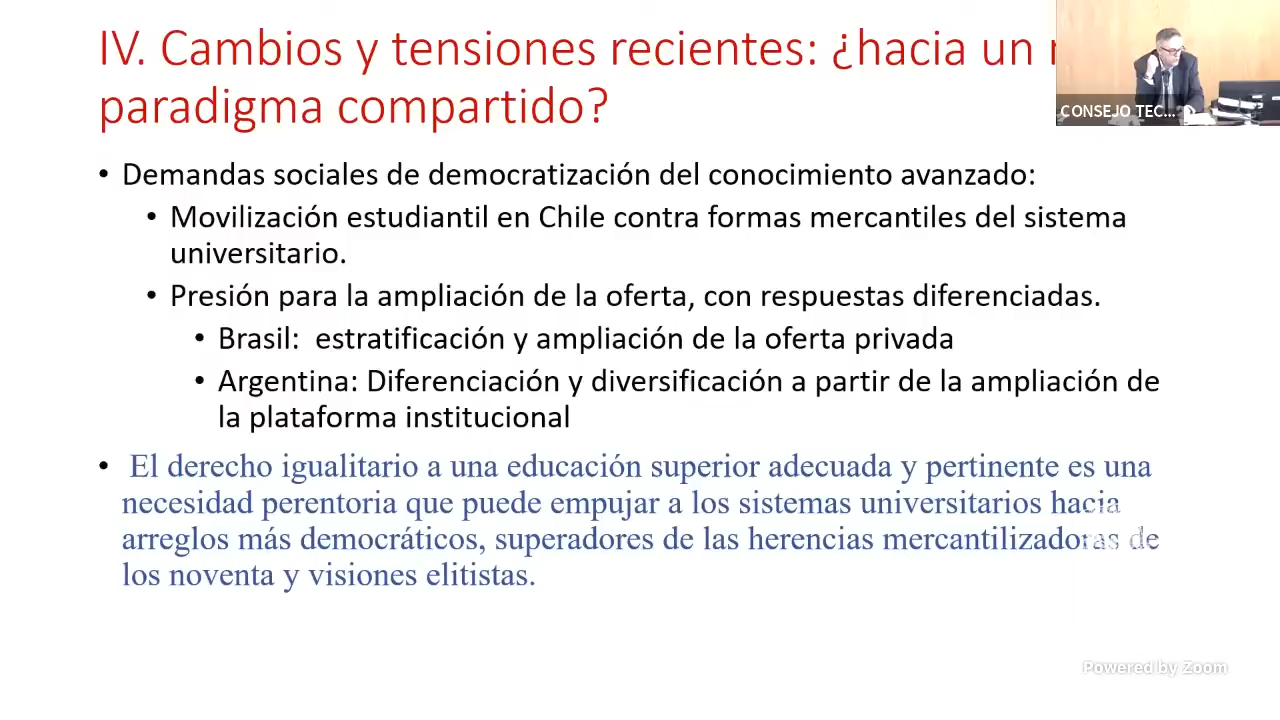 IV. Cambios y tensiones recientes: ¿hacia un
paradigma compartido?
CONSEJO TEC...
• Demandas sociales de democratización del conocimiento avanzado:
• Movilización estudiantil en Chile contra formas mercantiles del sistema
universitario.
• Presión para la ampliación de la oferta, con respuestas diferenciadas.
• Brasil: estratificación y ampliación de la oferta privada
• Argentina: Diferenciación y diversificación a partir de la ampliación de
la plataforma institucional
• El derecho igualitario a una educación superior adecuada y pertinente es una
necesidad perentoria que puede empujar a los sistemas universitarios hacia
arreglos más democráticos, superadores de las herencias mercantilizadoras de
los noventa y visiones elitistas.
Powered by Zoom